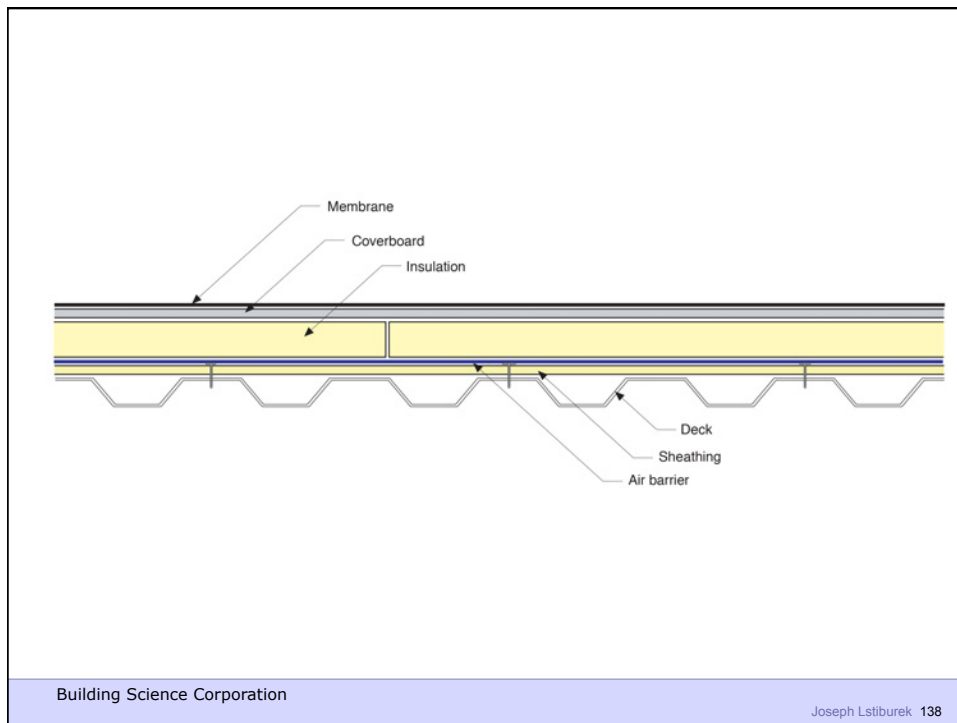 Membrane
Coverboard
Insulation
Deck
Sheathing
Air barrier
Building Science Corporation
Joseph Lstiburek 138